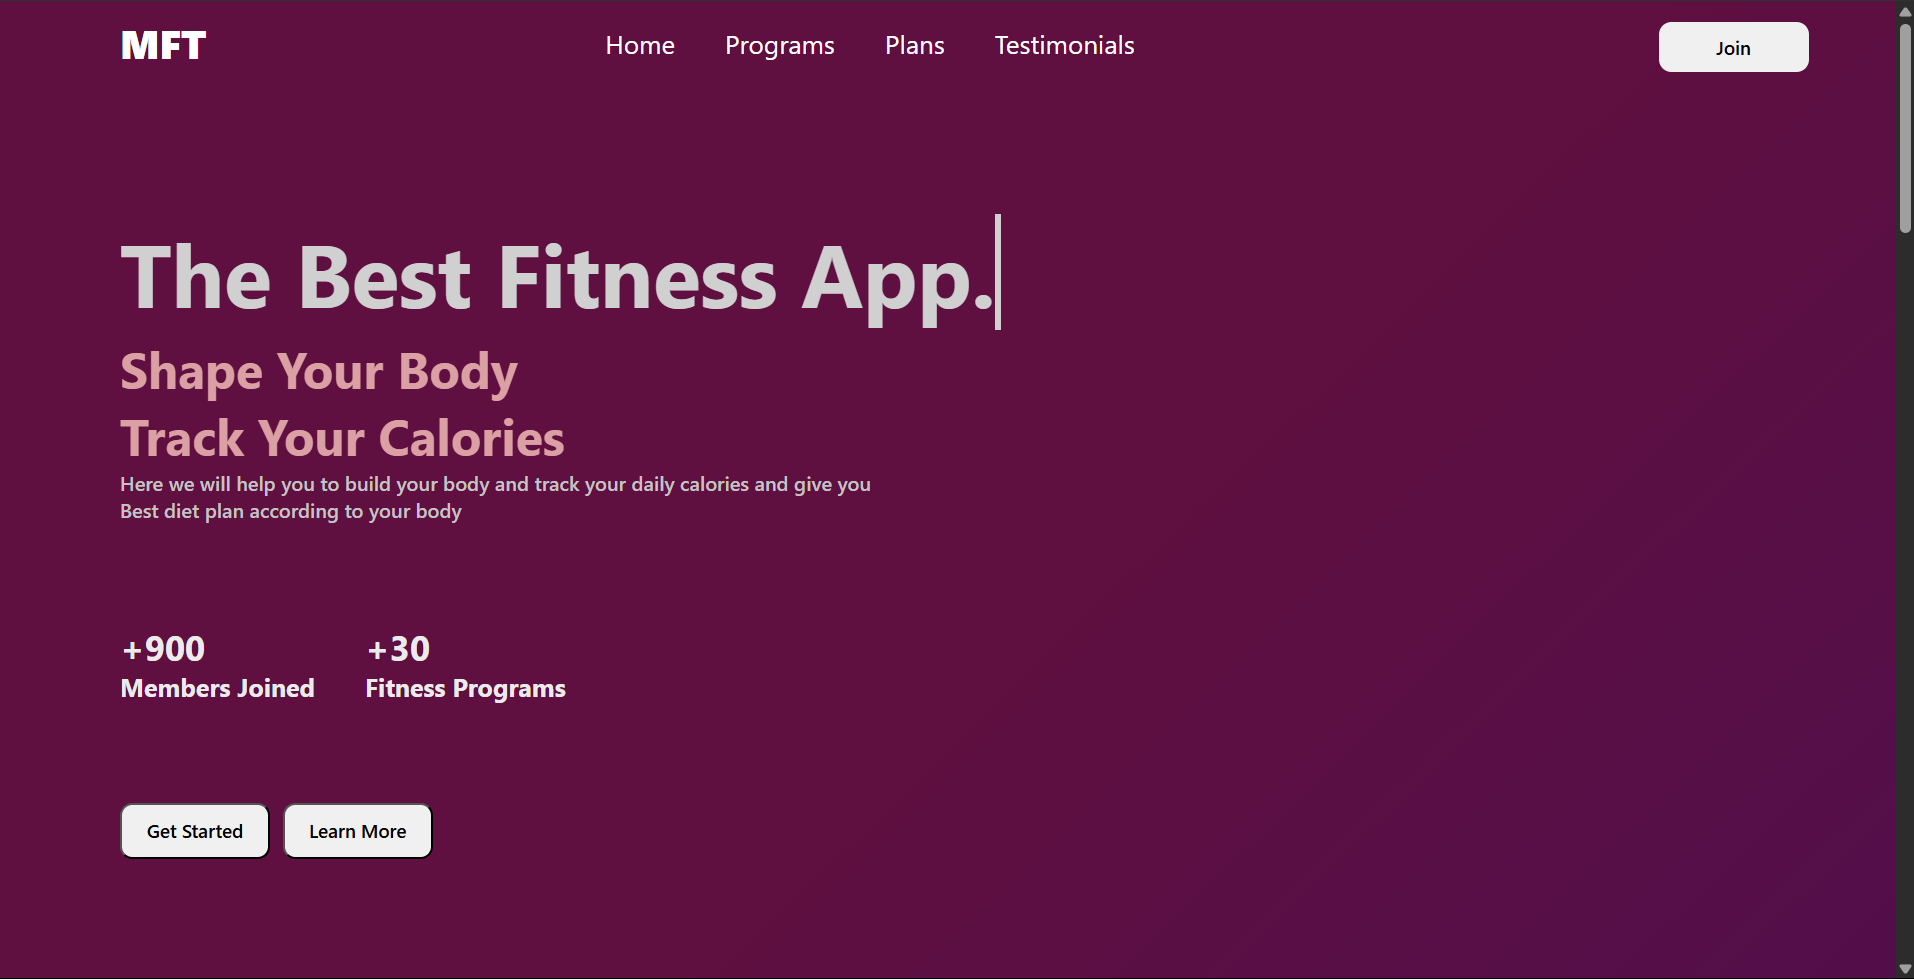 MFT
Home Programs Plans Testimonials
Join
The Best Fitness App.
Shape Your Body
Track Your Calories
Here we will help you to build your body and track your daily calories and give you
Best diet plan according to your body
+900
Members Joined
+30
Fitness Programs
Get Started
Learn More